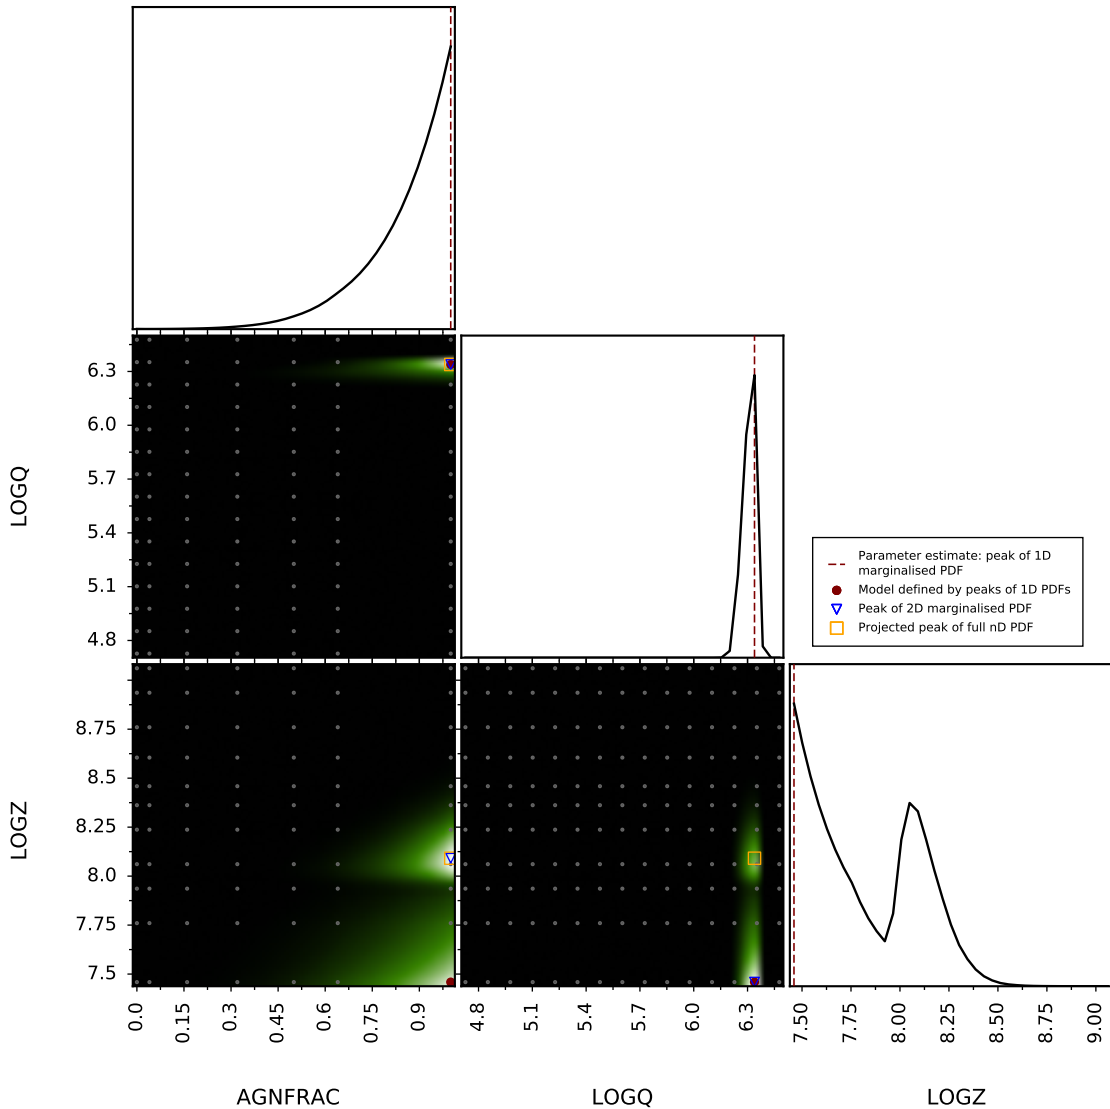 6.3
6.0
5.7
5.4
5.1
4.8
LOGQ
Parameter estimate: peak of 1D
marginalised PDF
Model defined by peaks of 1D PDFs
Peak of 2D marginalised PDF
Projected peak of full nD PDF
8.75
8.5
8.25
8.0
7.75
7.5
LOGZ
0.0 0.15 0.3 0.45 0.6 0.75 0.9
4.8 5.1 5.4 5.7 6.0 6.3
7.50 7.75 8.00 8.25 8.50 8.75 9.00
AGNFRAC
LOGQ
LOGZ